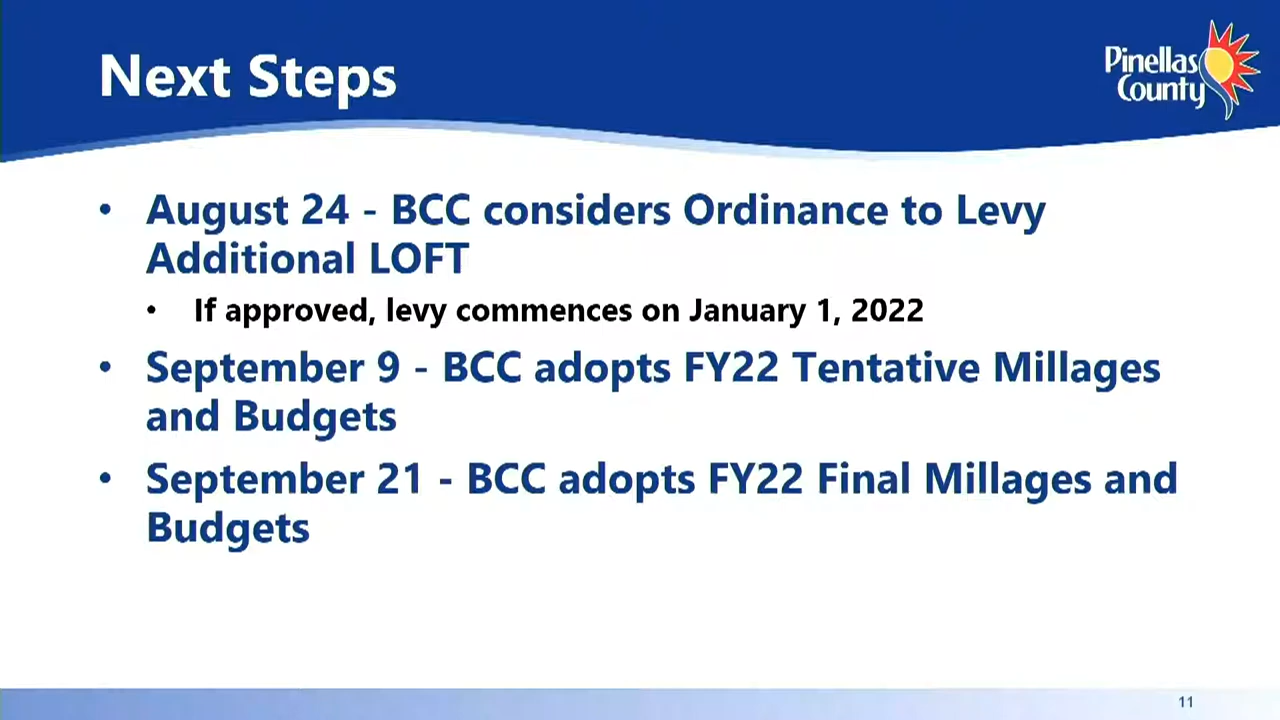 Next Steps
Pinellas
County
• August 24 - BCC considers Ordinance to Levy
Additional LOFT
• If approved, levy commences on January 1, 2022
• September 9 - BCC adopts FY22 Tentative Millages
and Budgets
• September 21 - BCC adopts FY22 Final Millages and
Budgets
11